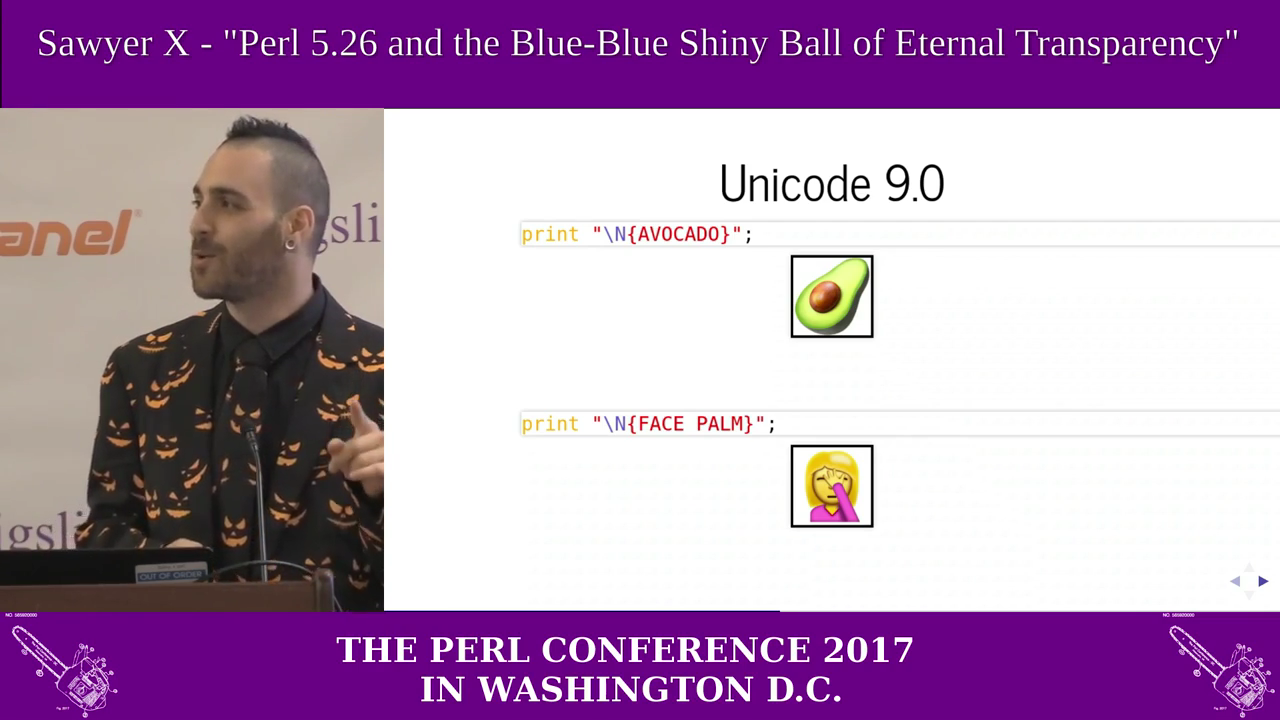 Sawyer X - "Perl 5.26 and the Blue-Blue Shiny Ball of Eternal Transparency"
anel®
gsli
igsli
OUT OF ORDER
Unicode 9.0
print "\N{AVOCADO}";
print "\N{FACE PALM}";
THE PERL CONFERENCE 2017
IN WASHINGTON D.C.